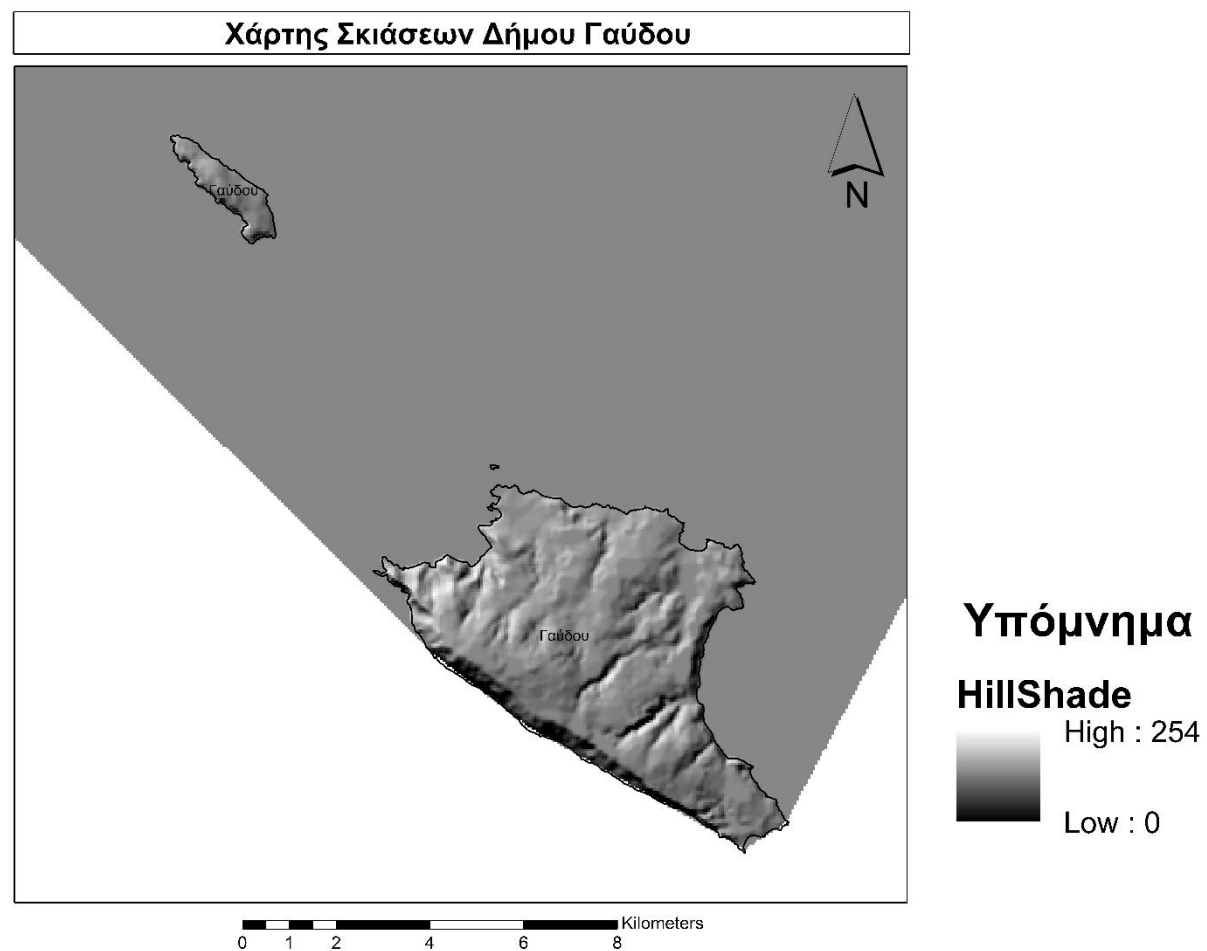 Χάρτης Σκιάσεων Δήμου Γαύδου
N
Γαύδου
Γαύδου
Υπόμνημα
HillShade
High : 254
Low : 0
Kilometers
0 1 2 4 6 8